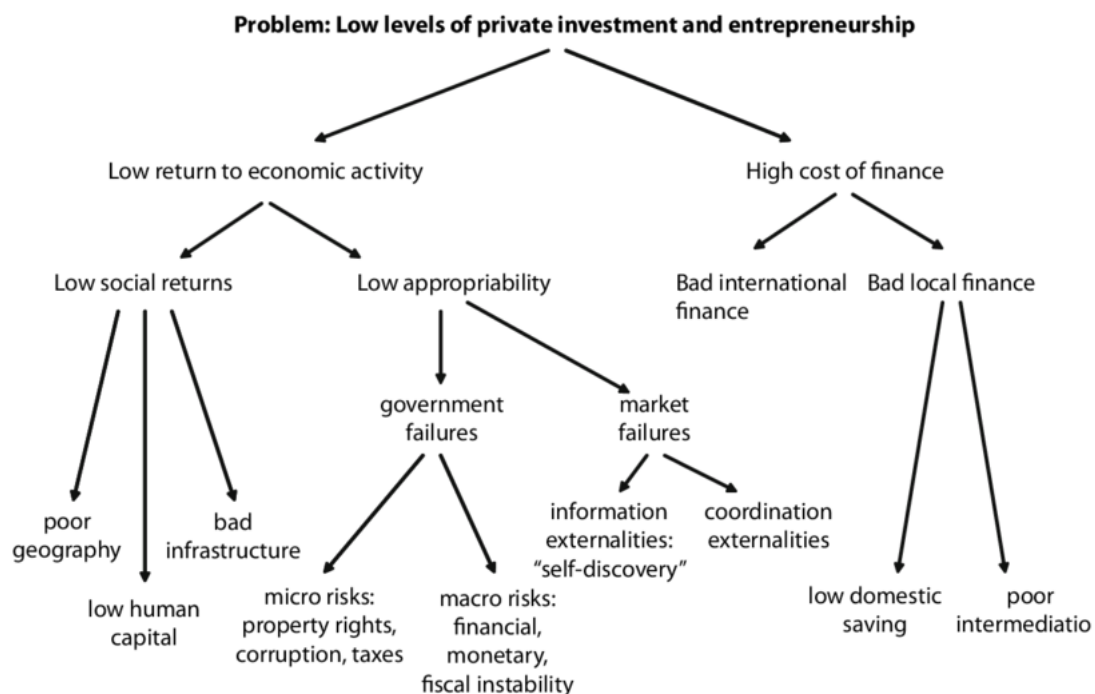 Problem: Low levels of private investment and entrepreneurship
Low return to economic activity
High cost of finance
Low social returns
Low appropriability
Bad international
finance
Bad local finance
government
failures
market
failures
poor
geography
bad
infrastructure
information
externalities:
“self-discovery”
coordination
externalities
low human
capital
micro risks:
property rights,
corruption, taxes
macro risks:
financial,
monetary,
fiscal instability
low domestic
saving
poor
intermediatio